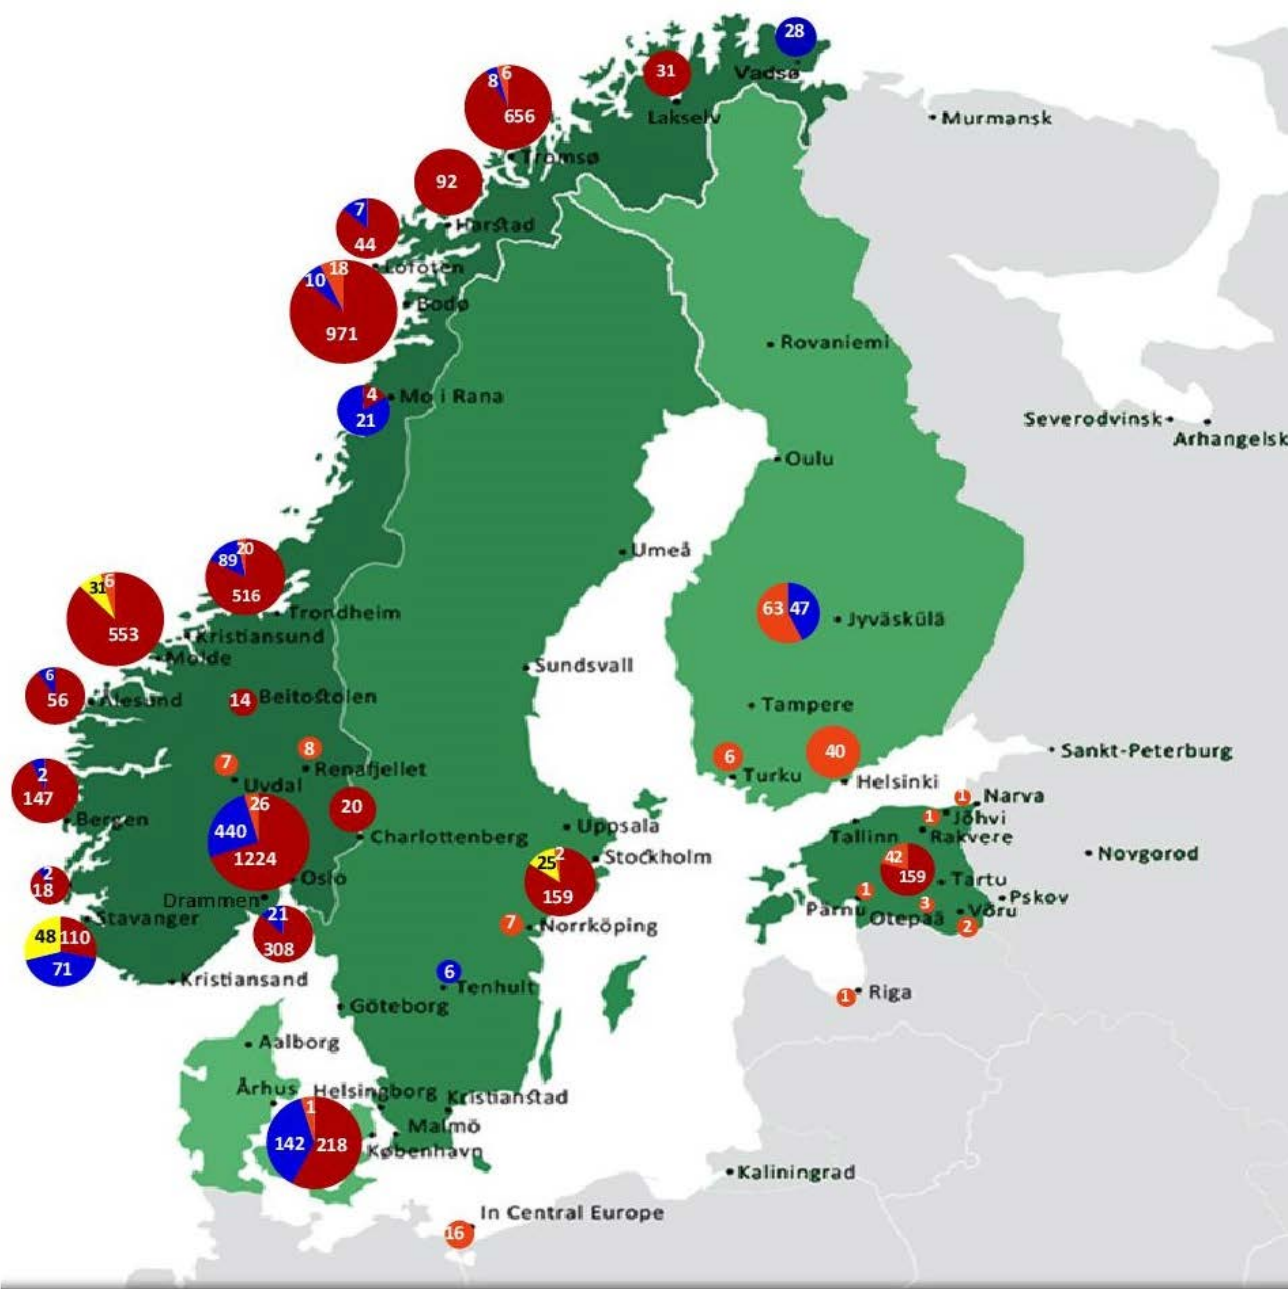 28
31
Vadsø
6
8
656
Lakselv
Murmansk
Tromsø
92
Harstad
7
44
Lofoten
18
10
971
Bodø
Rovaniemi
4
21
Mo i Rana
Severodvinsk
Arhangelsk
Oulu
Umeå
20
89
516
6
31
553
Trondheim
Kristiansund
Molde
63
47
Jyväskülä
Sundsvall
6
56
Ålesund
14
Beitostolen
Tampere
8
7
Renafjellet
Uvdal
6
Turku
40
Helsinki
Sankt-Peterburg
2
147
Bergen
26
440
1224
Oslo
20
Charlottenberg
Uppsala
1
Narva
1
Jõhvi
Tallinn
Rakvere
25
2
159
Stockholm
42
159
Tartu
Novgorod
2
18
Drammen
Stavanger
21
308
7
Norrköping
1
Pärnu
3
Otepää
Võru
2
Pskov
48
110
71
Kristiansand
6
Tenhult
Göteborg
1
Riga
Aalborg
Århus
Helsingborg
Kristianstad
1
142
218
Malmö
København
Kaliningrad
In Central Europe
16